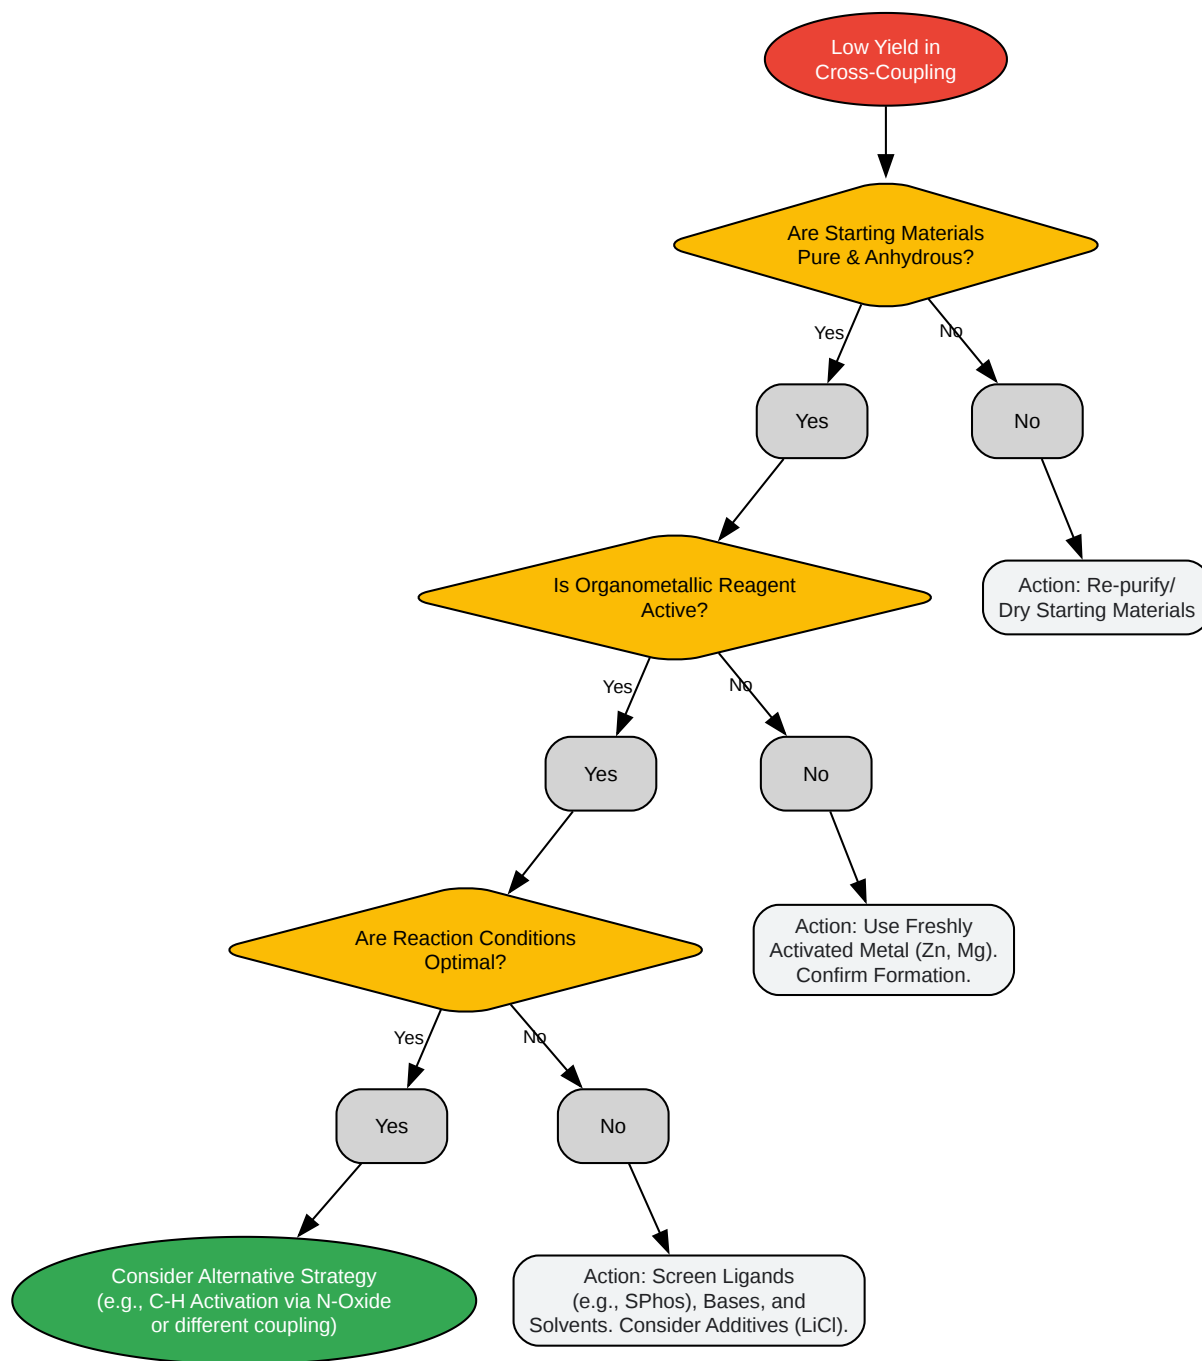 Low Yield in
Cross-Coupling
Are Starting Materials
Pure & Anhydrous?
Yes
No
Yes
No
Action: Re-purify/
Dry Starting Materials
Is Organometallic Reagent
Active?
Yes
No
Yes
No
Action: Use Freshly
Activated Metal (Zn, Mg).
Confirm Formation.
Are Reaction Conditions
Optimal?
Yes
No
Yes
No
Consider Alternative Strategy
(e.g., C-H Activation via N-Oxide
or different coupling)
Action: Screen Ligands
(e.g., SPhos), Bases, and
Solvents. Consider Additives (LiCl).